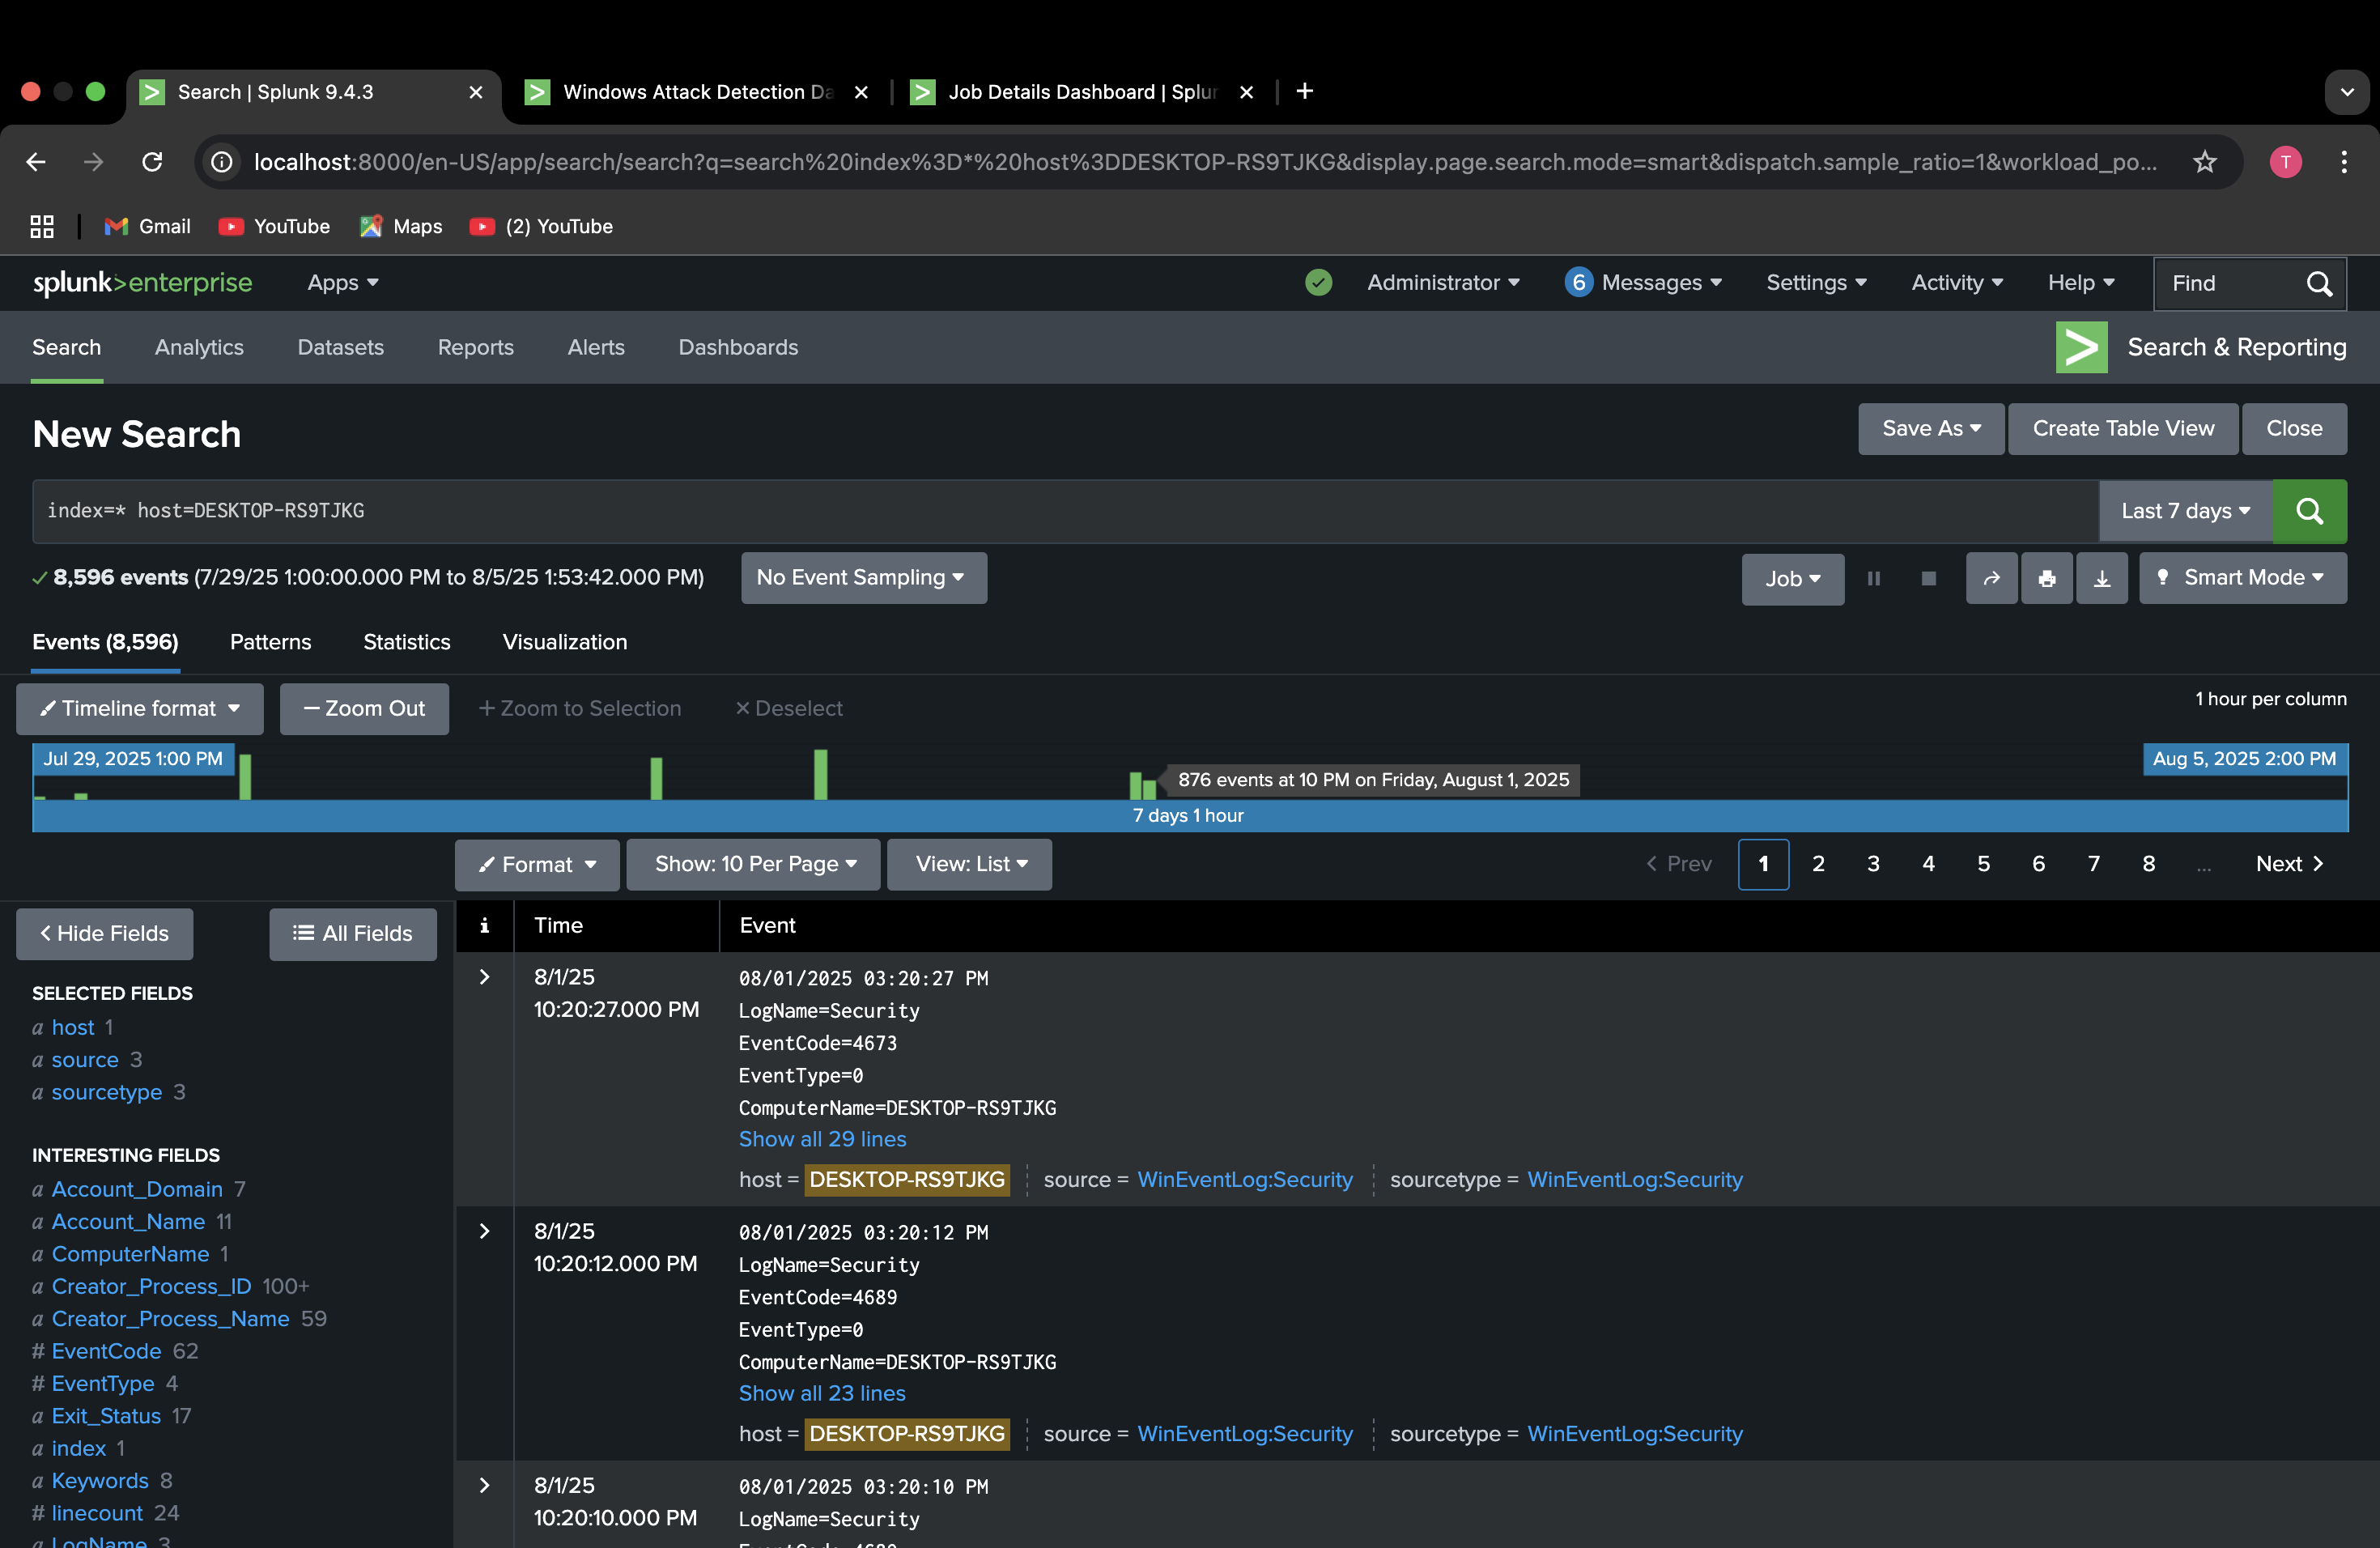 Search | Splunk 9.4.3
Windows Attack Detection Da
Job Details Dashboard | Splun
localhost:8000/en-US/app/search/search?q=search%20index%3D*%20host%3DDESKTOP-RS9TJKG&display.page.search.mode=smart&dispatch.sample_ratio=1&workload_po...
T
Gmail
YouTube
Maps
(2) YouTube
splunk>enterprise
Apps
Administrator
6 Messages
Settings
Activity
Help
Find
Search
Analytics
Datasets
Reports
Alerts
Dashboards
Search & Reporting
New Search
Save As
Create Table View
Close
index=* host=DESKTOP-RS9TJKG
Last 7 days
8,596 events (7/29/25 1:00:00.000 PM to 8/5/25 1:53:42.000 PM)
No Event Sampling
Job
Smart Mode
Events (8,596)
Patterns
Statistics
Visualization
Timeline format
— Zoom Out
+ Zoom to Selection
× Deselect
1 hour per column
Jul 29, 2025 1:00 PM
876 events at 10 PM on Friday, August 1, 2025
Aug 5, 2025 2:00 PM
7 days 1 hour
Format
Show: 10 Per Page
View: List
< Prev
1
2
3
4
5
6
7
8
...
Next >
< Hide Fields
All Fields
SELECTED FIELDS
a host 1
a source 3
a sourcetype 3
INTERESTING FIELDS
a Account_Domain 7
a Account_Name 11
a ComputerName 1
a Creator_Process_ID 100+
a Creator_Process_Name 59
# EventCode 62
# EventType 4
a Exit_Status 17
a index 1
a Keywords 8
# linecount 24
a LogName 3
i
Time
Event
8/1/25
10:20:27.000 PM
08/01/2025 03:20:27 PM
LogName=Security
EventCode=4673
EventType=0
ComputerName=DESKTOP-RS9TJKG
Show all 29 lines
host = DESKTOP-RS9TJKG
source = WinEventLog:Security
sourcetype = WinEventLog:Security
8/1/25
10:20:12.000 PM
08/01/2025 03:20:12 PM
LogName=Security
EventCode=4689
EventType=0
ComputerName=DESKTOP-RS9TJKG
Show all 23 lines
host = DESKTOP-RS9TJKG
source = WinEventLog:Security
sourcetype = WinEventLog:Security
8/1/25
10:20:10.000 PM
08/01/2025 03:20:10 PM
LogName=Security